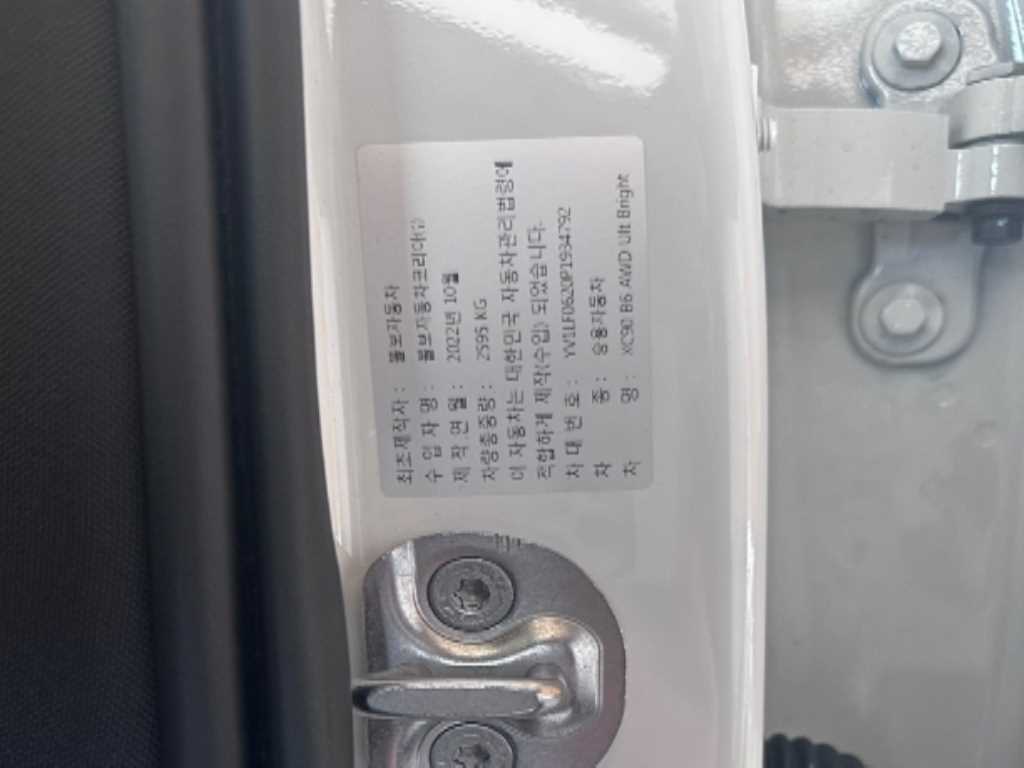 최초제작자 : 볼보자동차
수 입 자 명 : 볼보자동차코리아(유)
제 작 연 월 : 2022년 10월
차량총중량 : 2595 KG
이 자동차는 대한민국 자동차관리법령에
적합하게 제작(수입) 되었습니다.
차 대 번 호 : YV1LF0620P1934792
차 종 : 승용자동차
차 명 : XC90 B6 AWD Ult Bright